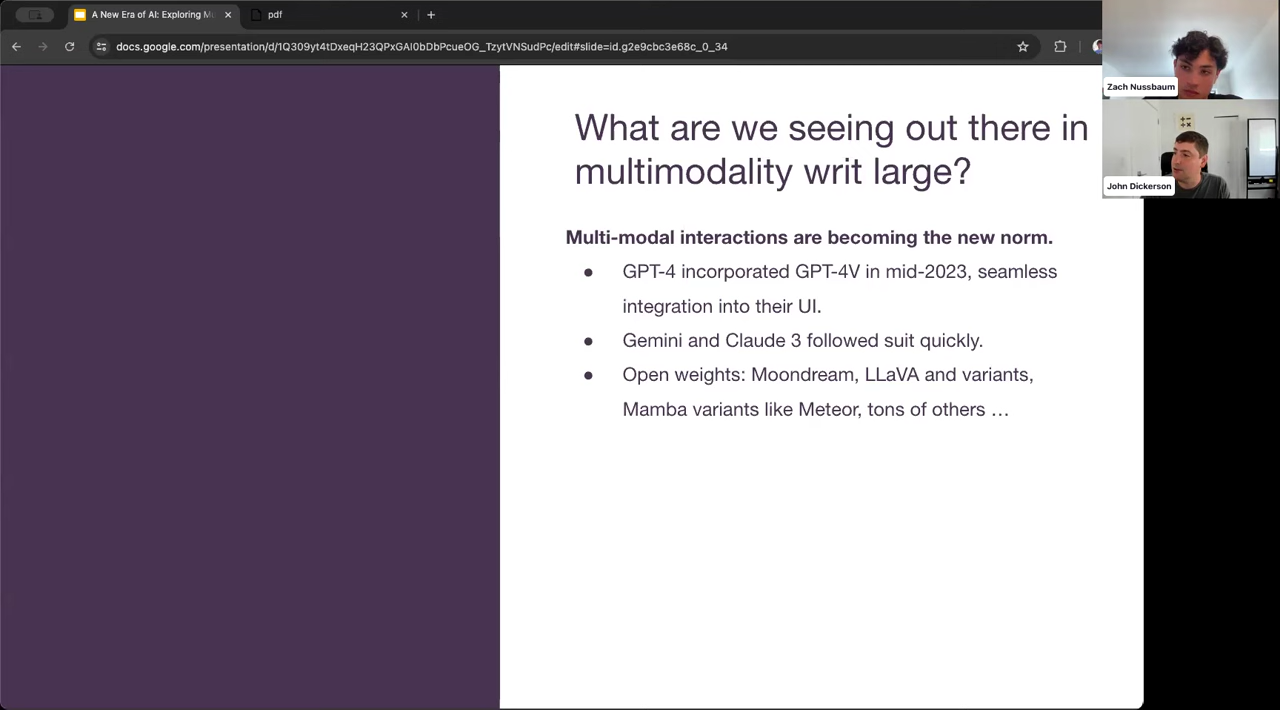 A New Era of AI: Exploring M
pdf
docs.google.com/presentation/d/1Q309yt4tDxeqH23QPxGAI0bDbPcueOG_TzytVNSudPc/edit#slide=id.g2e9cbc3e68c_0_34
Zach Nussbaum
John Dickerson
What are we seeing out there in
multimodality writ large?
Multi-modal interactions are becoming the new norm.
● GPT-4 incorporated GPT-4V in mid-2023, seamless
integration into their UI.
● Gemini and Claude 3 followed suit quickly.
● Open weights: Moondream, LLaVA and variants,
Mamba variants like Meteor, tons of others …